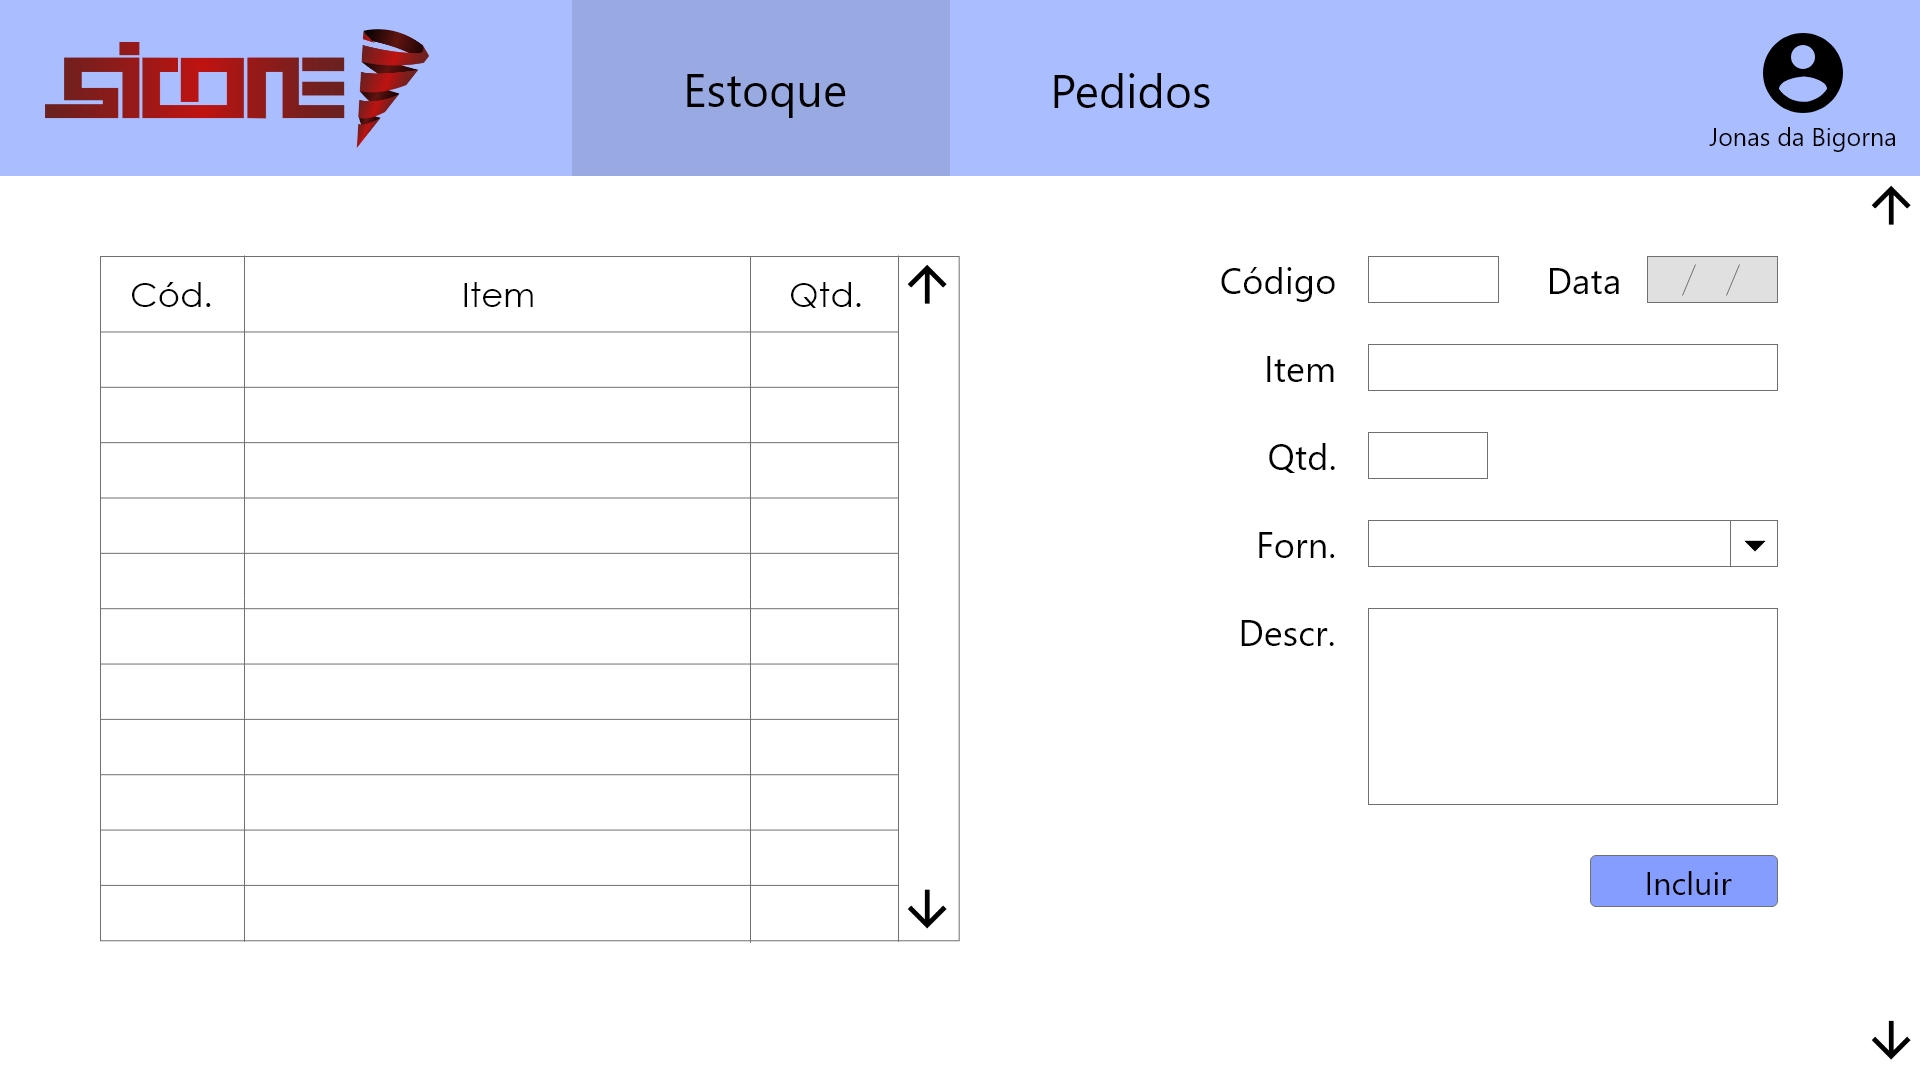 sicone
Estoque
Pedidos
Jonas da Bigorna
Cód. Item Qtd.
Código
Data / /
Item
Qtd.
Forn.
Descr.
Incluir